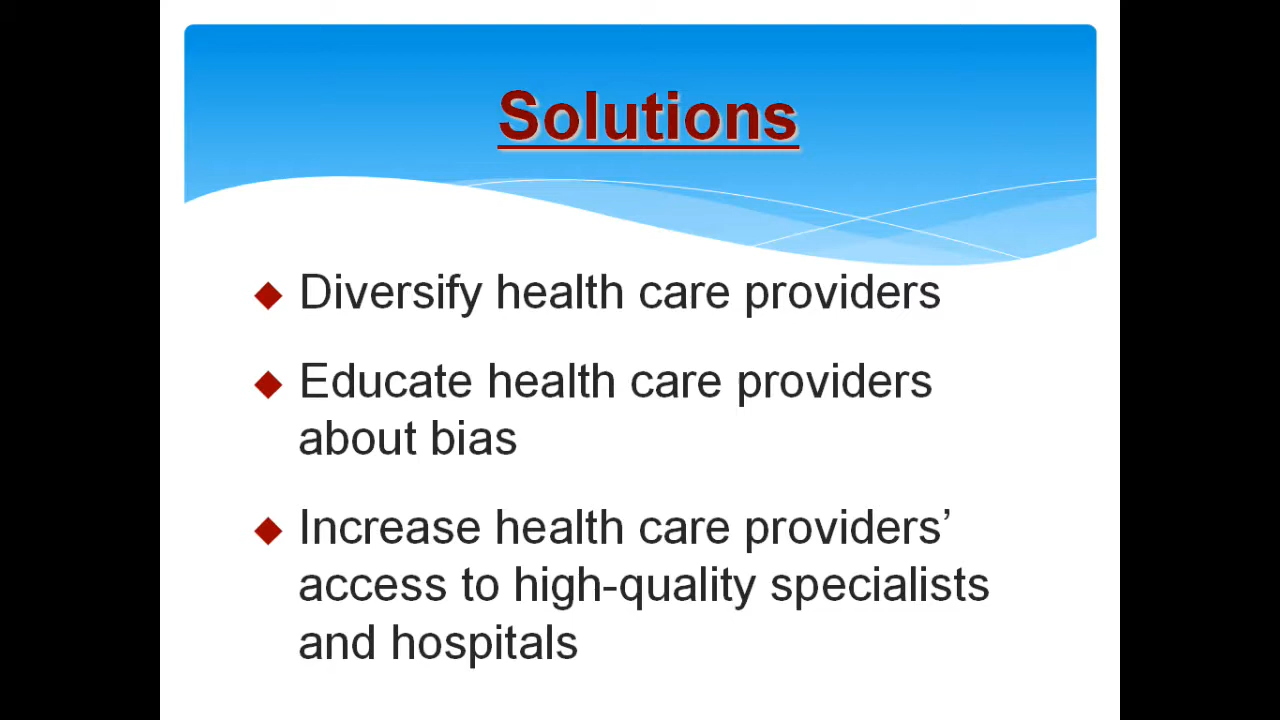 Solutions
Diversify health care providers
Educate health care providers
about bias
Increase health care providers’
access to high-quality specialists
and hospitals